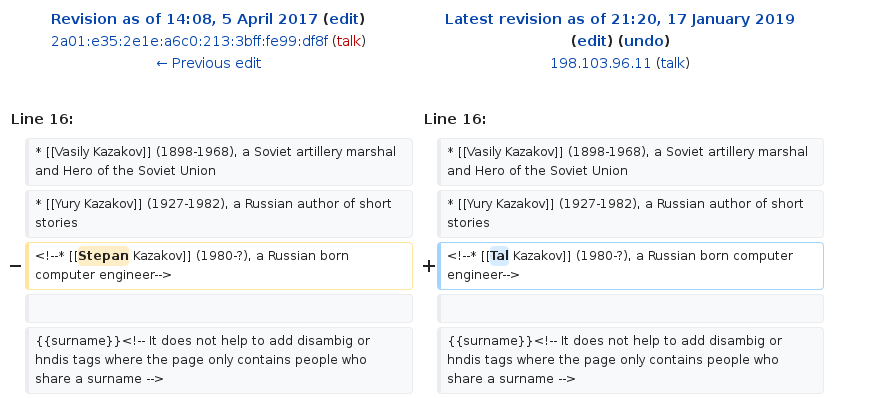 Revision as of 14:08, 5 April 2017 (edit)
2a01:e35:2e1e:a6c0:213:3bff:fe99:df8f (talk)
← Previous edit
Latest revision as of 21:20, 17 January 2019
(edit) (undo)
198.103.96.11 (talk)
Line 16:
* [[Vasily Kazakov]] (1898-1968), a Soviet artillery marshal
and Hero of the Soviet Union
* [[Yury Kazakov]] (1927-1982), a Russian author of short
stories
− <!--* [[Stepan Kazakov]] (1980-?), a Russian born
computer engineer-->
{{surname}}<!-- It does not help to add disambig or
hndis tags where the page only contains people who
share a surname -->
Line 16:
* [[Vasily Kazakov]] (1898-1968), a Soviet artillery marshal
and Hero of the Soviet Union
* [[Yury Kazakov]] (1927-1982), a Russian author of short
stories
+ <!--* [[Tal Kazakov]] (1980-?), a Russian born computer
engineer-->
{{surname}}<!-- It does not help to add disambig or
hndis tags where the page only contains people who
share a surname -->